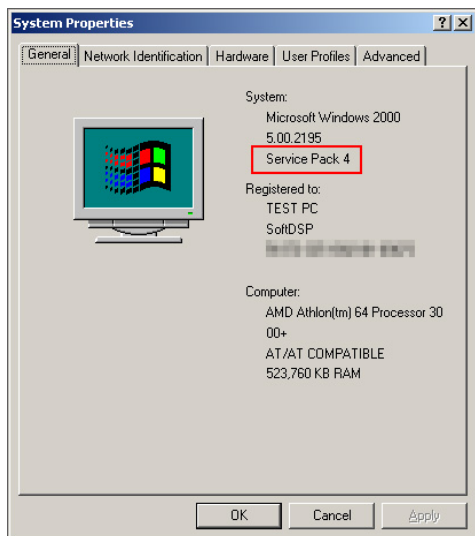 System Properties
General
Network Identification
Hardware
User Profiles
Advanced
System:
Microsoft Windows 2000
5.00.2195
Service Pack 4
Registered to:
TEST PC
SoftDSP
Computer:
AMD Athlon(tm) 64 Processor 30
00+
AT/AT COMPATIBLE
523,760 KB RAM
OK
Cancel
Apply